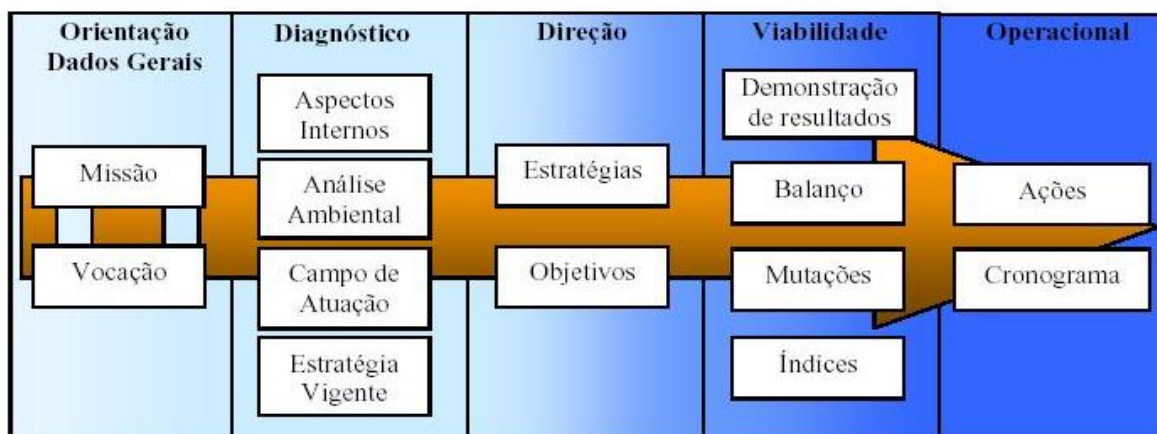 Orientação
Dados Gerais
Missão
Vocação
Diagnóstico
Aspectos
Internos
Análise
Ambiental
Campo de
Atuação
Estratégia
Vigente
Direção
Estratégias
Objetivos
Viabilidade
Demonstração
de resultados
Balanço
Mutações
Índices
Operacional
Ações
Cronograma